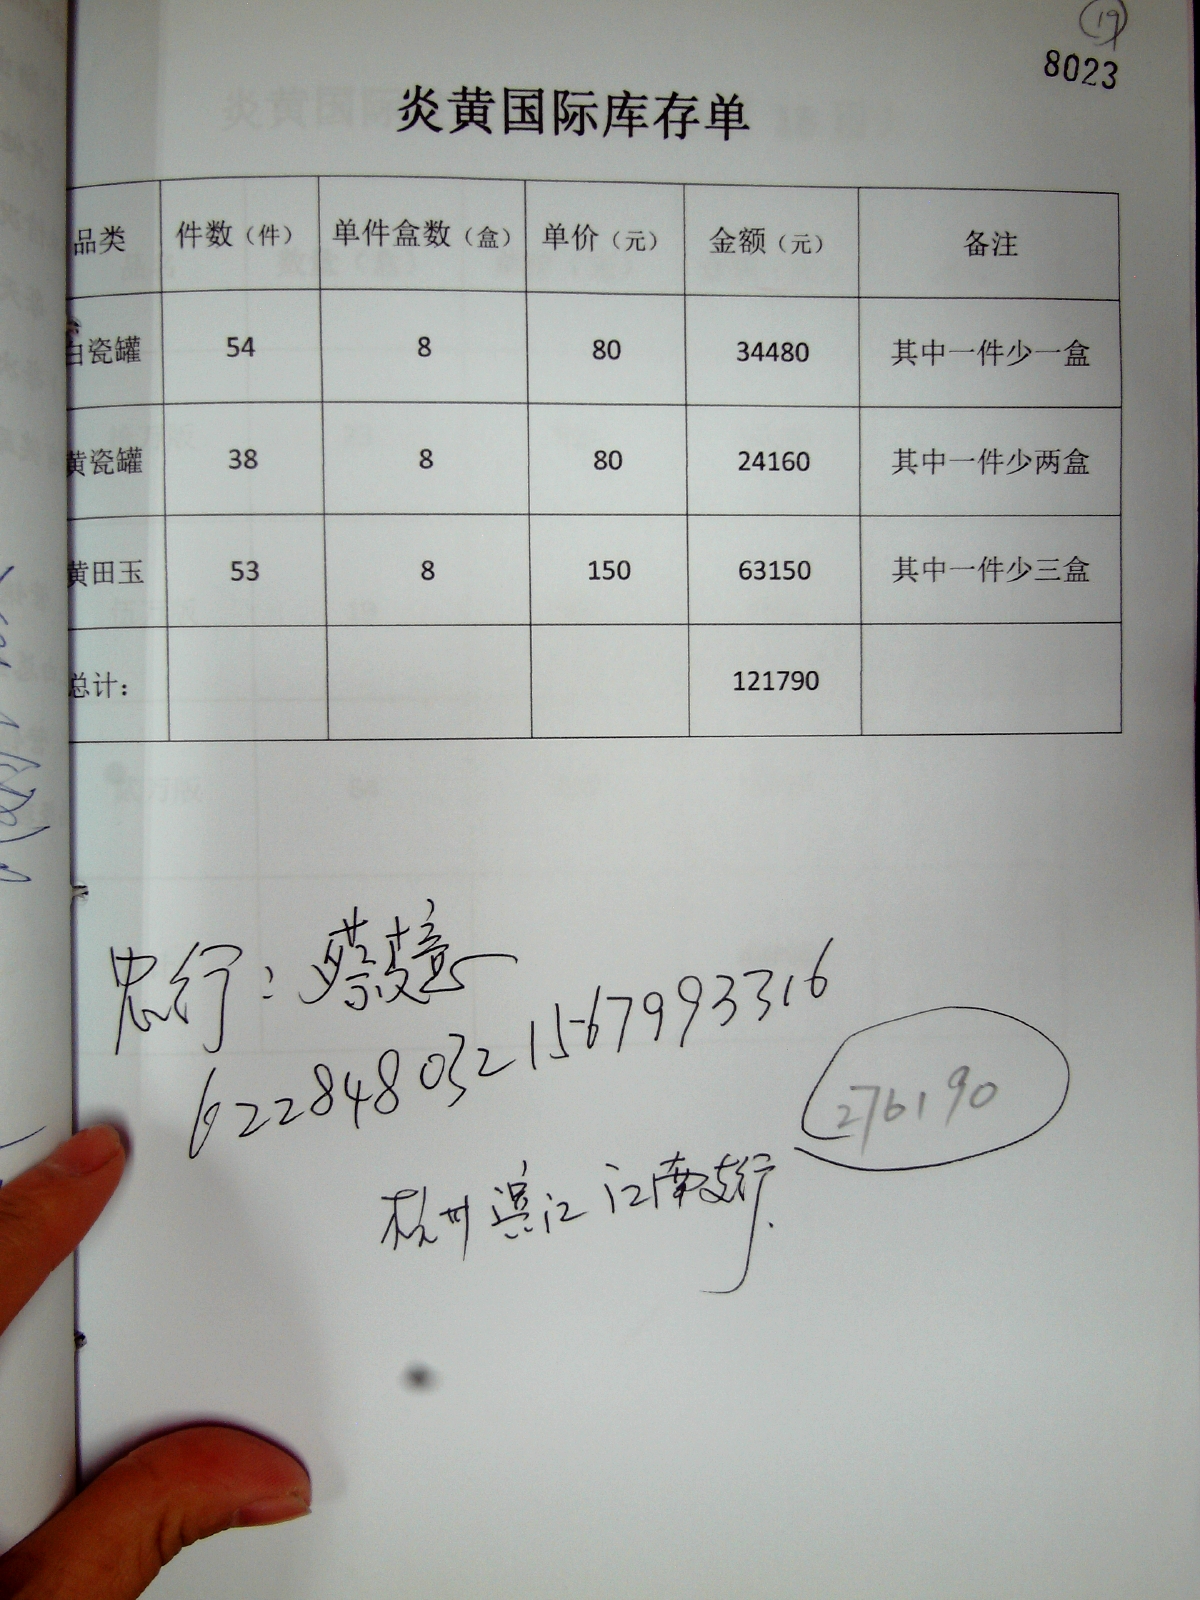 19
8023
炎黄国际库存单
品类 件数（件） 单件盒数（盒） 单价（元） 金额（元） 备注
白瓷罐 54 8 80 34480 其中一件少一盒
黄瓷罐 38 8 80 24160 其中一件少两盒
黄田玉 53 8 150 63150 其中一件少三盒
总计： 121790
行：蔡
6228480321567993316
276190
杭州滨江江南支行.